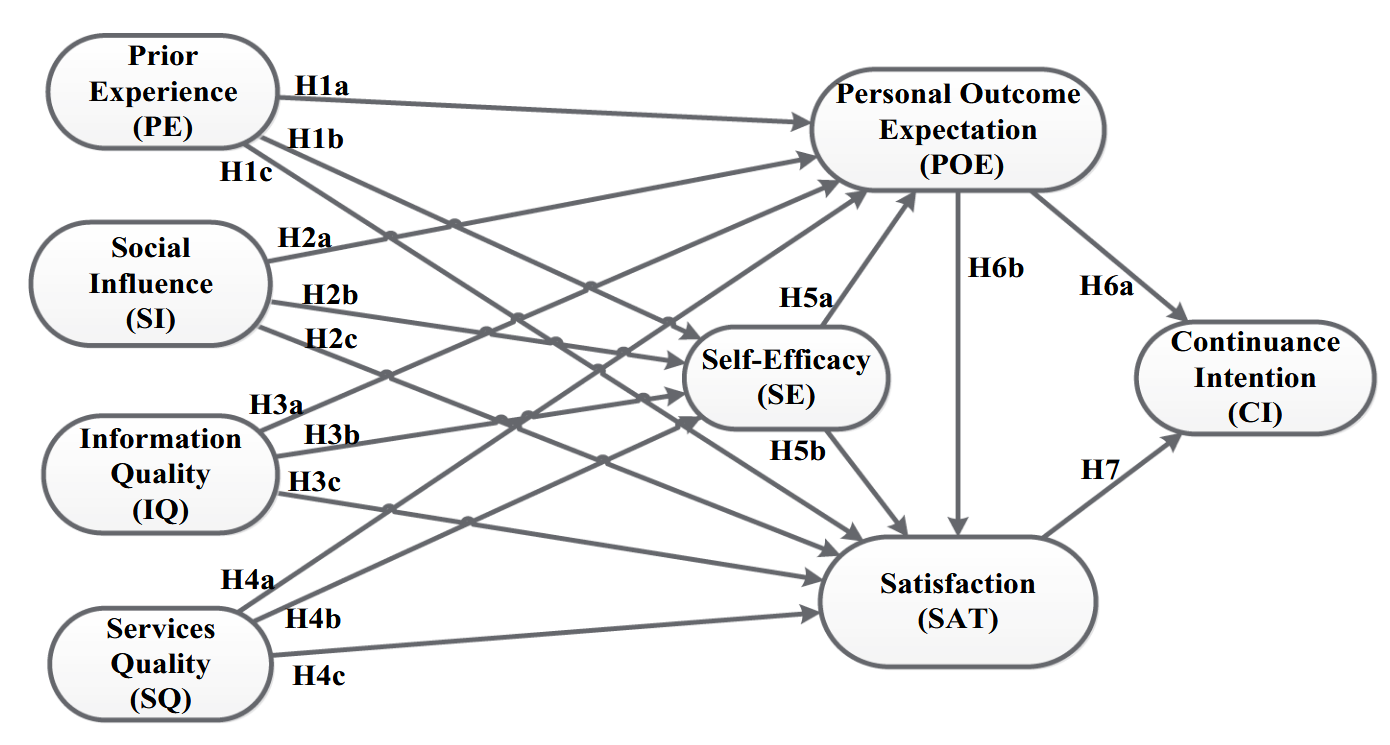 Prior
Experience
(PE)
H1a
H1b
H1c
Personal Outcome
Expectation
(POE)
Social
Influence
(SI)
H2a
H2b
H2c
H5a
H6b
H6a
Self-Efficacy
(SE)
Continuance
Intention
(CI)
Information
Quality
(IQ)
H3a
H3b
H3c
H5b
H7
Services
Quality
(SQ)
H4a
H4b
H4c
Satisfaction
(SAT)